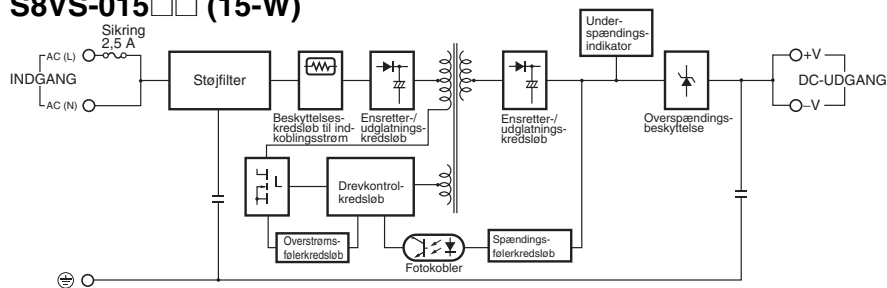 S8VS-015□□ (15-W)
Sikring
2,5 A
AC (L)
INDGANG
AC (N)
Støjfilter
Beskyttelses-
kredsløb til ind-
koblingsstrøm
Ensretter-/
udglatnings-
kredsløb
Ensretter-/
udglatnings-
kredsløb
Under-
spændings-
indikator
Overspændings-
beskyttelse
+V
DC-UDGANG
–V
Drevkontrol-
kredsløb
Overstrøms-
følerkredsløb
Fotokobler
Spændings-
følerkredsløb